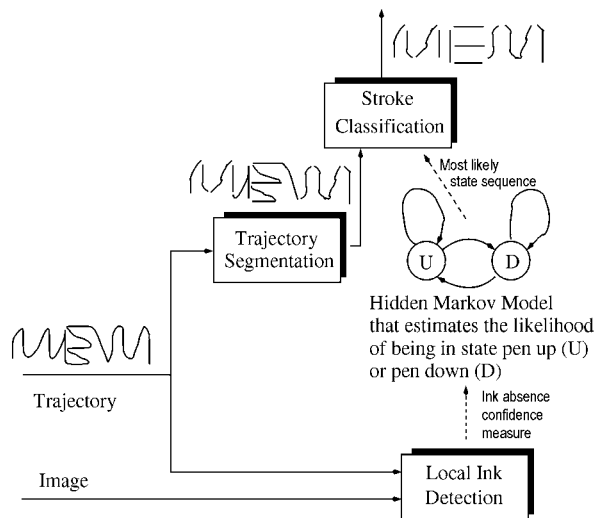 Stroke
Classification
Most likely
state sequence
Trajectory
Segmentation
U
D
Hidden Markov Model
that estimates the likelihood
of being in state pen up (U)
or pen down (D)
Trajectory
Ink absence
confidence
measure
Image
Local Ink
Detection